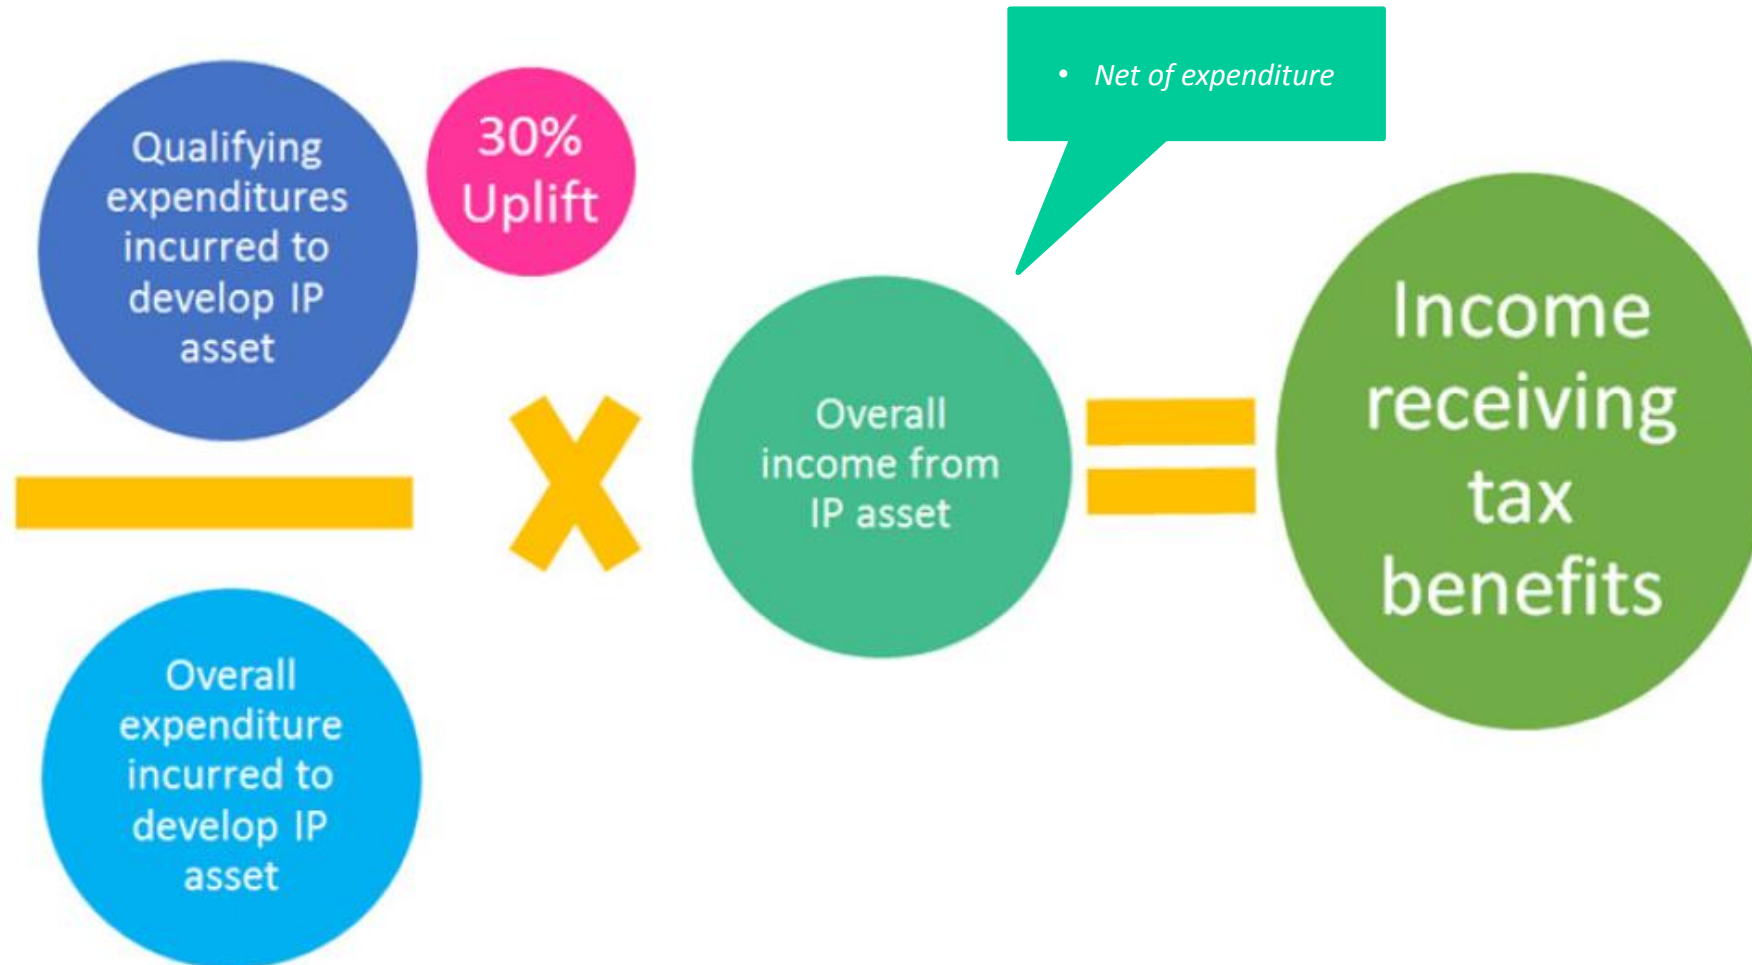 Qualifying
expenditures
incurred to
develop IP
asset
30%
Uplift
Overall
expenditure
incurred to
develop IP
asset
• Net of expenditure
Overall
income from
IP asset
Income
receiving
tax
benefits